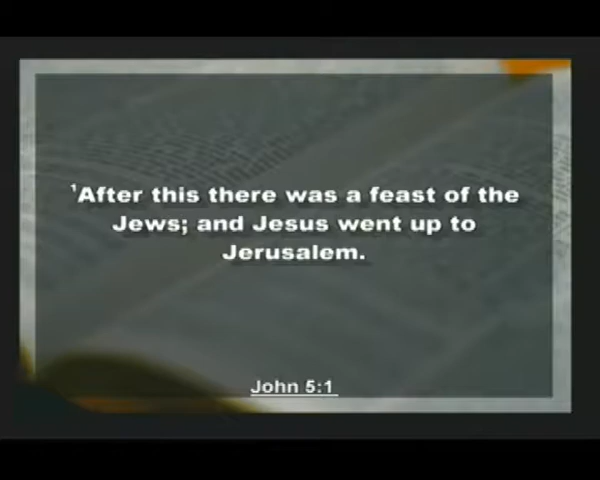 ¹After this there was a feast of the
Jews; and Jesus went up to
Jerusalem.
John 5:1